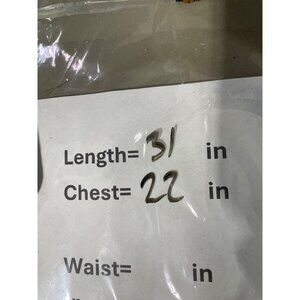 Length= 31 in
Chest= 22 in
Waist= in